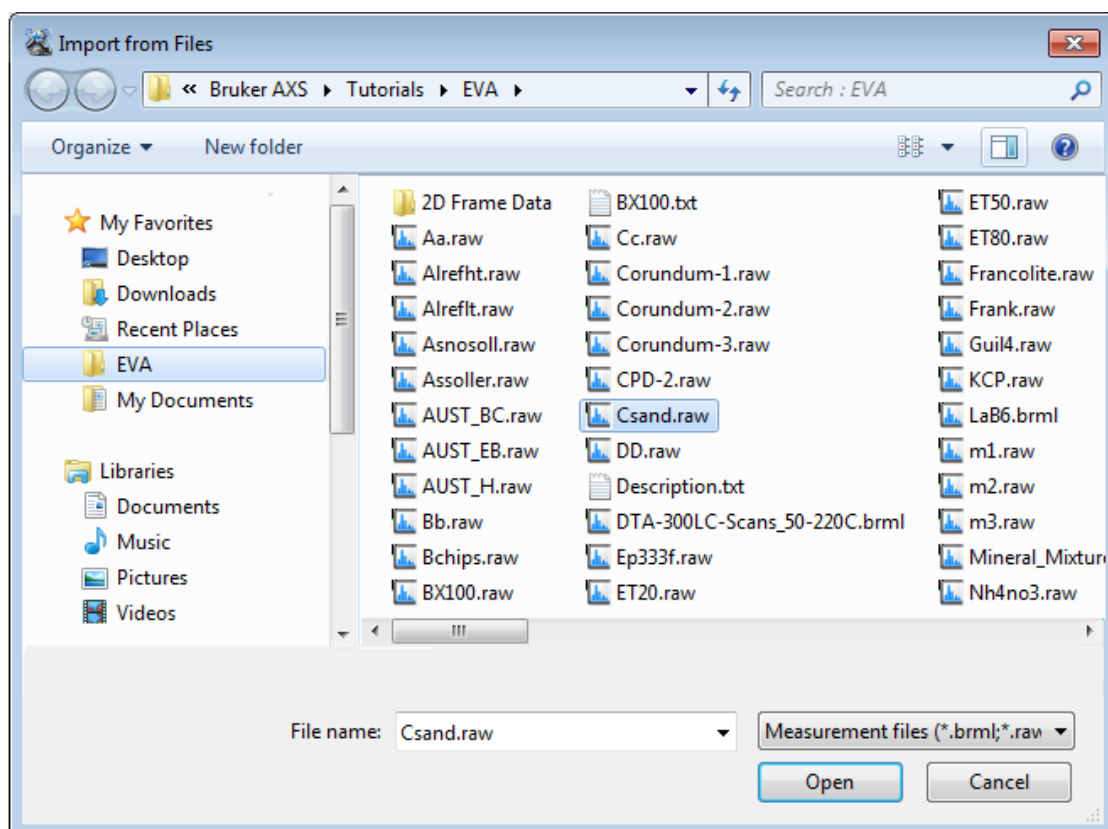 Import from Files
« Bruker AXS ▸ Tutorials ▸ EVA ▸
Search : EVA
Organize
New folder
My Favorites
Desktop
Downloads
Recent Places
EVA
My Documents
Libraries
Documents
Music
Pictures
Videos
2D Frame Data
Aa.raw
Alrefht.raw
Alreflt.raw
Asnosoll.raw
Assoller.raw
AUST_BC.raw
AUST_EB.raw
AUST_H.raw
Bb.raw
Bchips.raw
BX100.raw
BX100.txt
Cc.raw
Corundum-1.raw
Corundum-2.raw
Corundum-3.raw
CPD-2.raw
Csand.raw
DD.raw
Description.txt
DTA-300LC-Scans_50-220C.brml
Ep333f.raw
ET20.raw
ET50.raw
ET80.raw
Francolite.raw
Frank.raw
Guil4.raw
KCP.raw
LaB6.brml
m1.raw
m2.raw
m3.raw
Mineral_Mixtur
Nh4no3.raw
File name:
Csand.raw
Measurement files (*.brml;*.raw
Open
Cancel